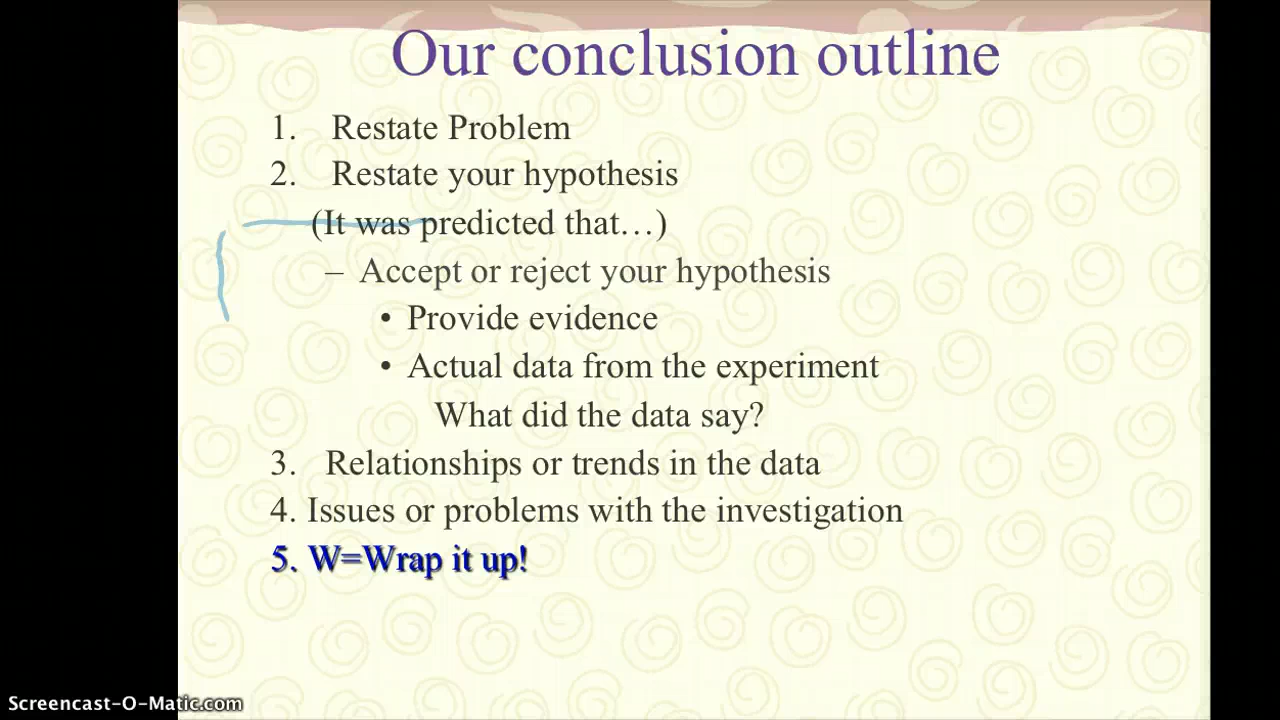 Our conclusion outline
1. Restate Problem
2. Restate your hypothesis
(It was predicted that…)
– Accept or reject your hypothesis
• Provide evidence
• Actual data from the experiment
What did the data say?
3. Relationships or trends in the data
4. Issues or problems with the investigation
5. W=Wrap it up!
Screencast-O-Matic.com